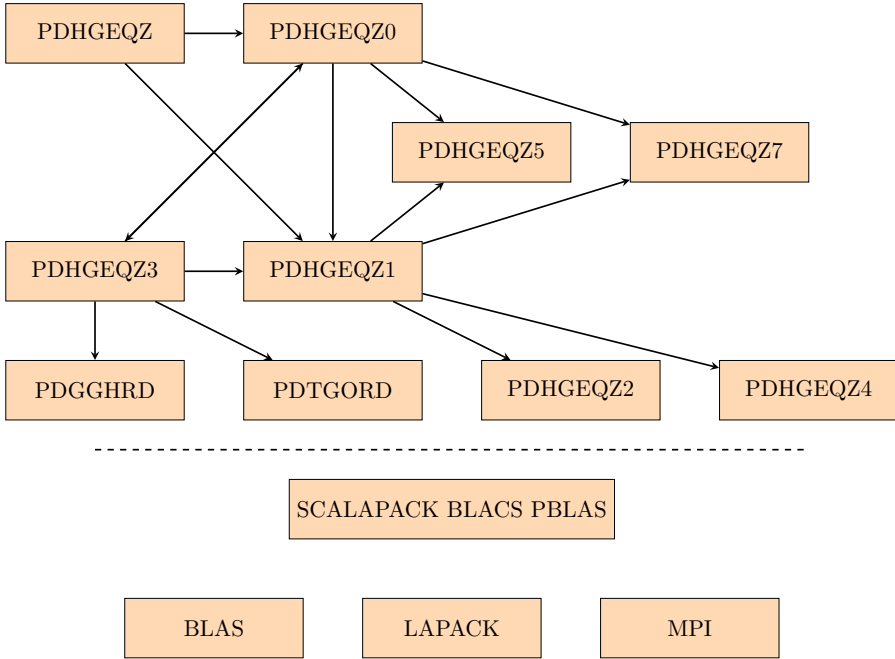 PDHGEQZ
PDHGEQZ0
PDHGEQZ5
PDHGEQZ7
PDHGEQZ3
PDHGEQZ1
PDGGHRD
PDTGORD
PDHGEQZ2
PDHGEQZ4
SCALAPACK BLACS PBLAS
BLAS
LAPACK
MPI